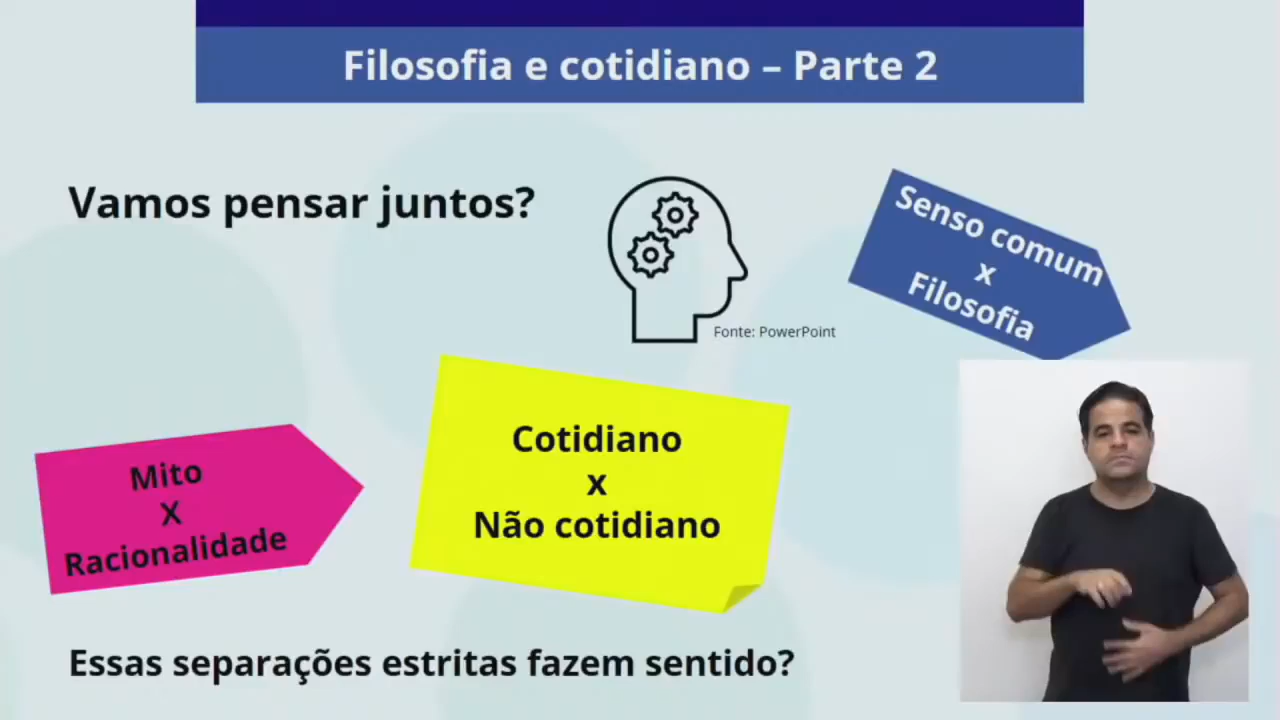 Filosofia e cotidiano – Parte 2
Vamos pensar juntos?
Senso comum
x
Filosofia
Fonte: PowerPoint
Cotidiano
x
Não cotidiano
Mito
X
Racionalidade
Essas separações estritas fazem sentido?